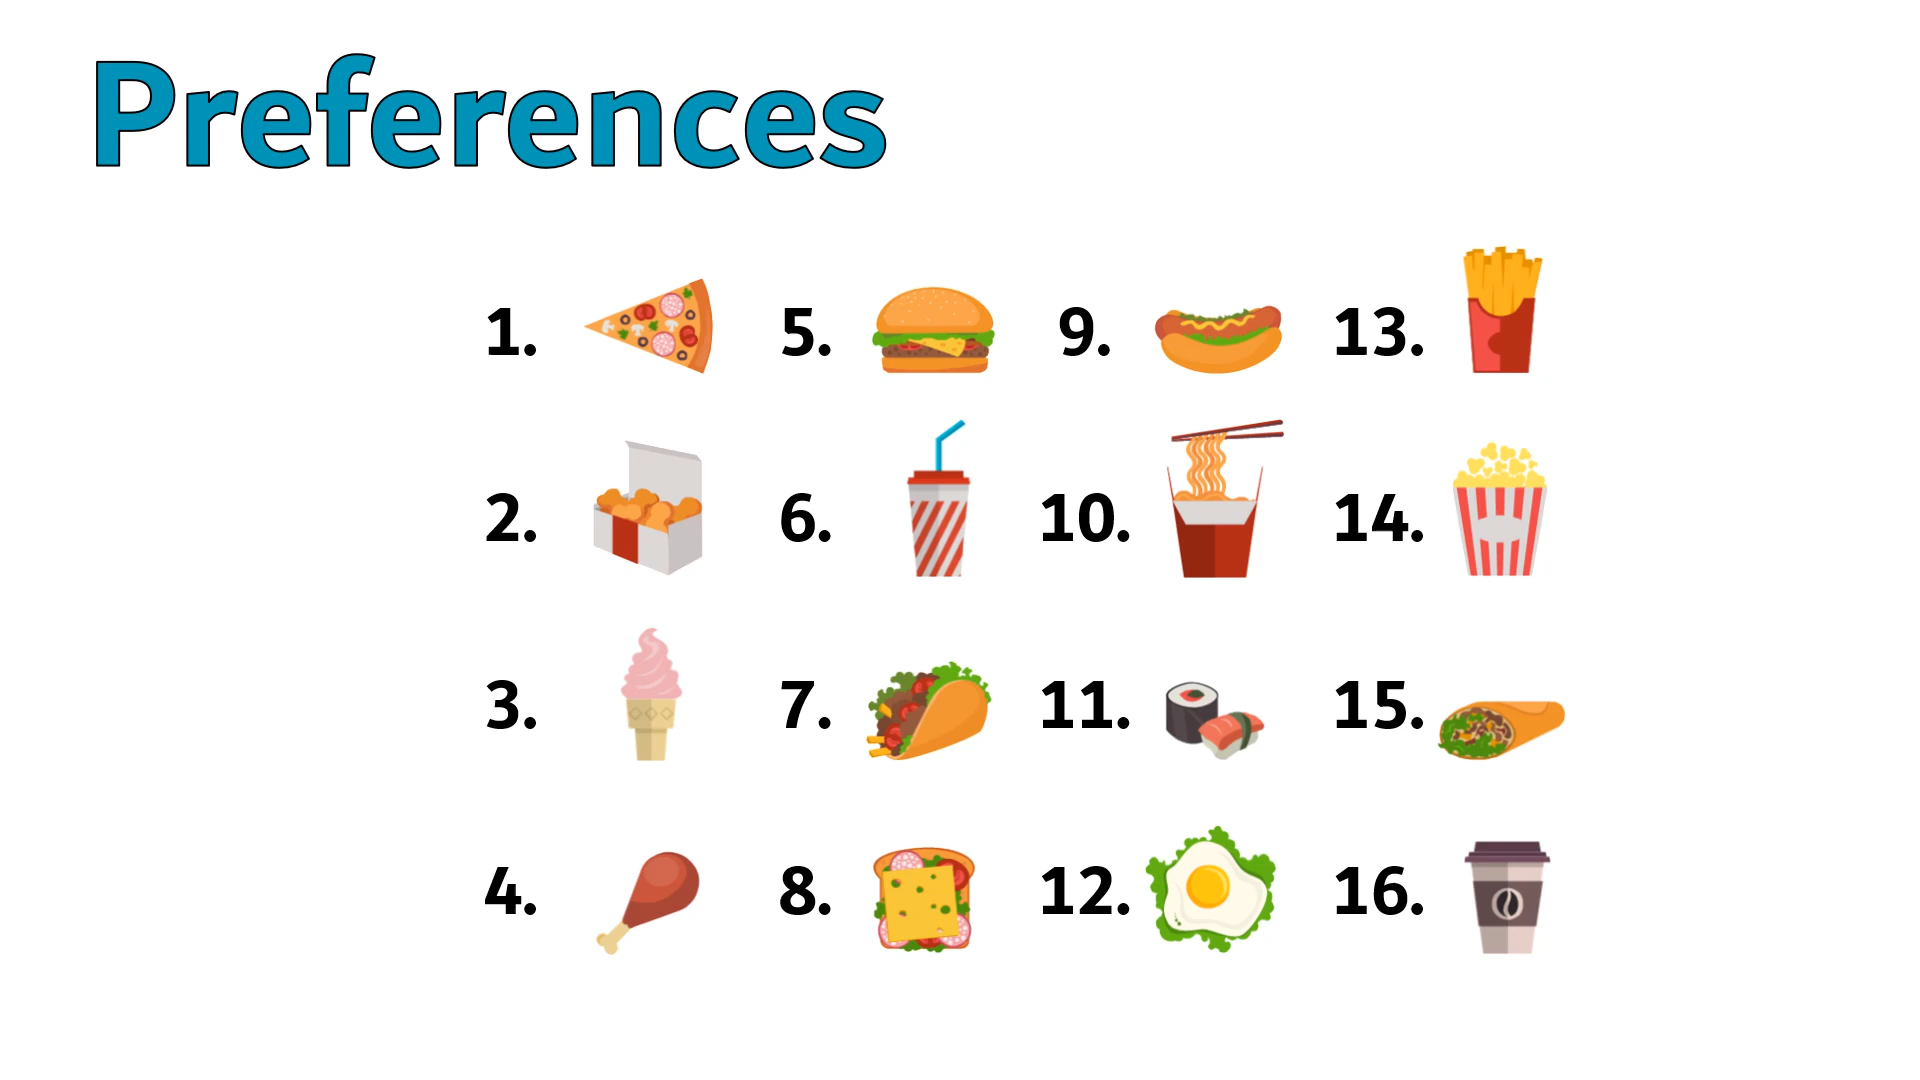 Preferences
1. 5. 9. 13.
2. 6. 10. 14.
3. 7. 11. 15.
4. 8. 12. 16.